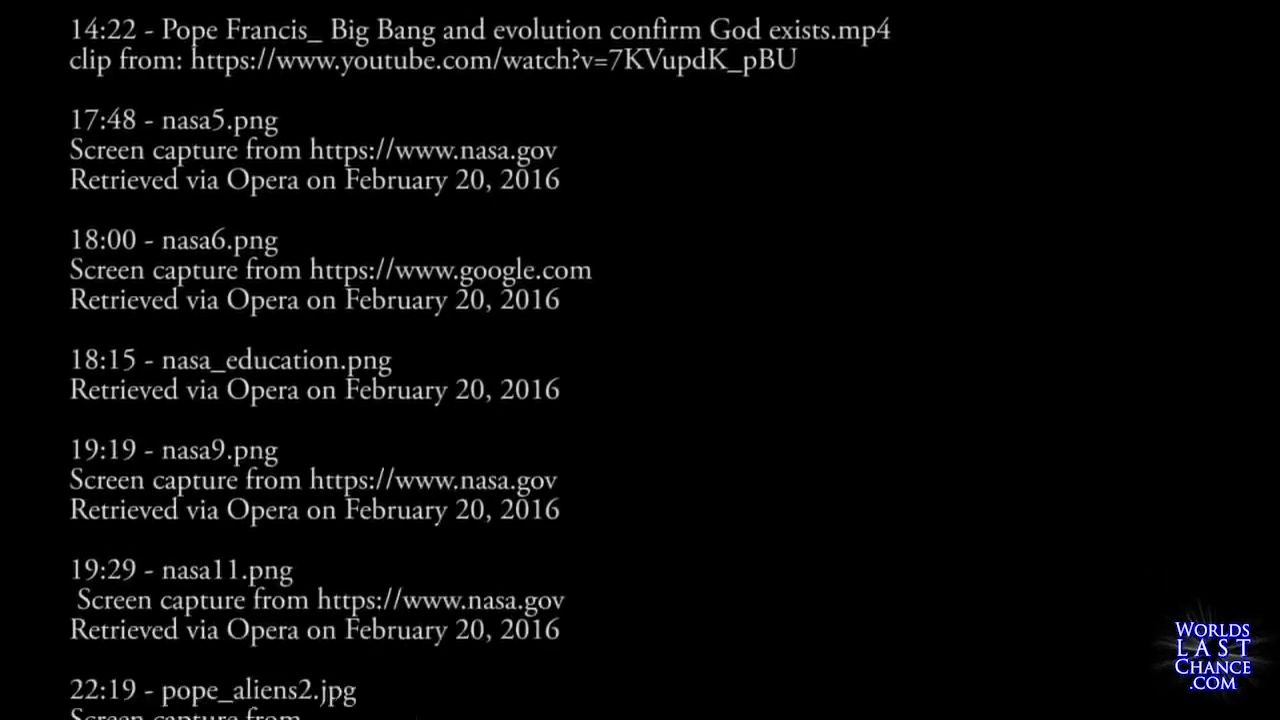 14:22 - Pope Francis_ Big Bang and evolution confirm God exists.mp4
clip from: https://www.youtube.com/watch?v=7KVupdK_pBU
17:48 - nasa5.png
Screen capture from https://www.nasa.gov
Retrieved via Opera on February 20, 2016
18:00 - nasa6.png
Screen capture from https://www.google.com
Retrieved via Opera on February 20, 2016
18:15 - nasa_education.png
Retrieved via Opera on February 20, 2016
19:19 - nasa9.png
Screen capture from https://www.nasa.gov
Retrieved via Opera on February 20, 2016
19:29 - nasa11.png
Screen capture from https://www.nasa.gov
Retrieved via Opera on February 20, 2016
22:19 - pope_aliens2.jpg
Screen capture from
WORLDS
LAST
CHANCE
.COM